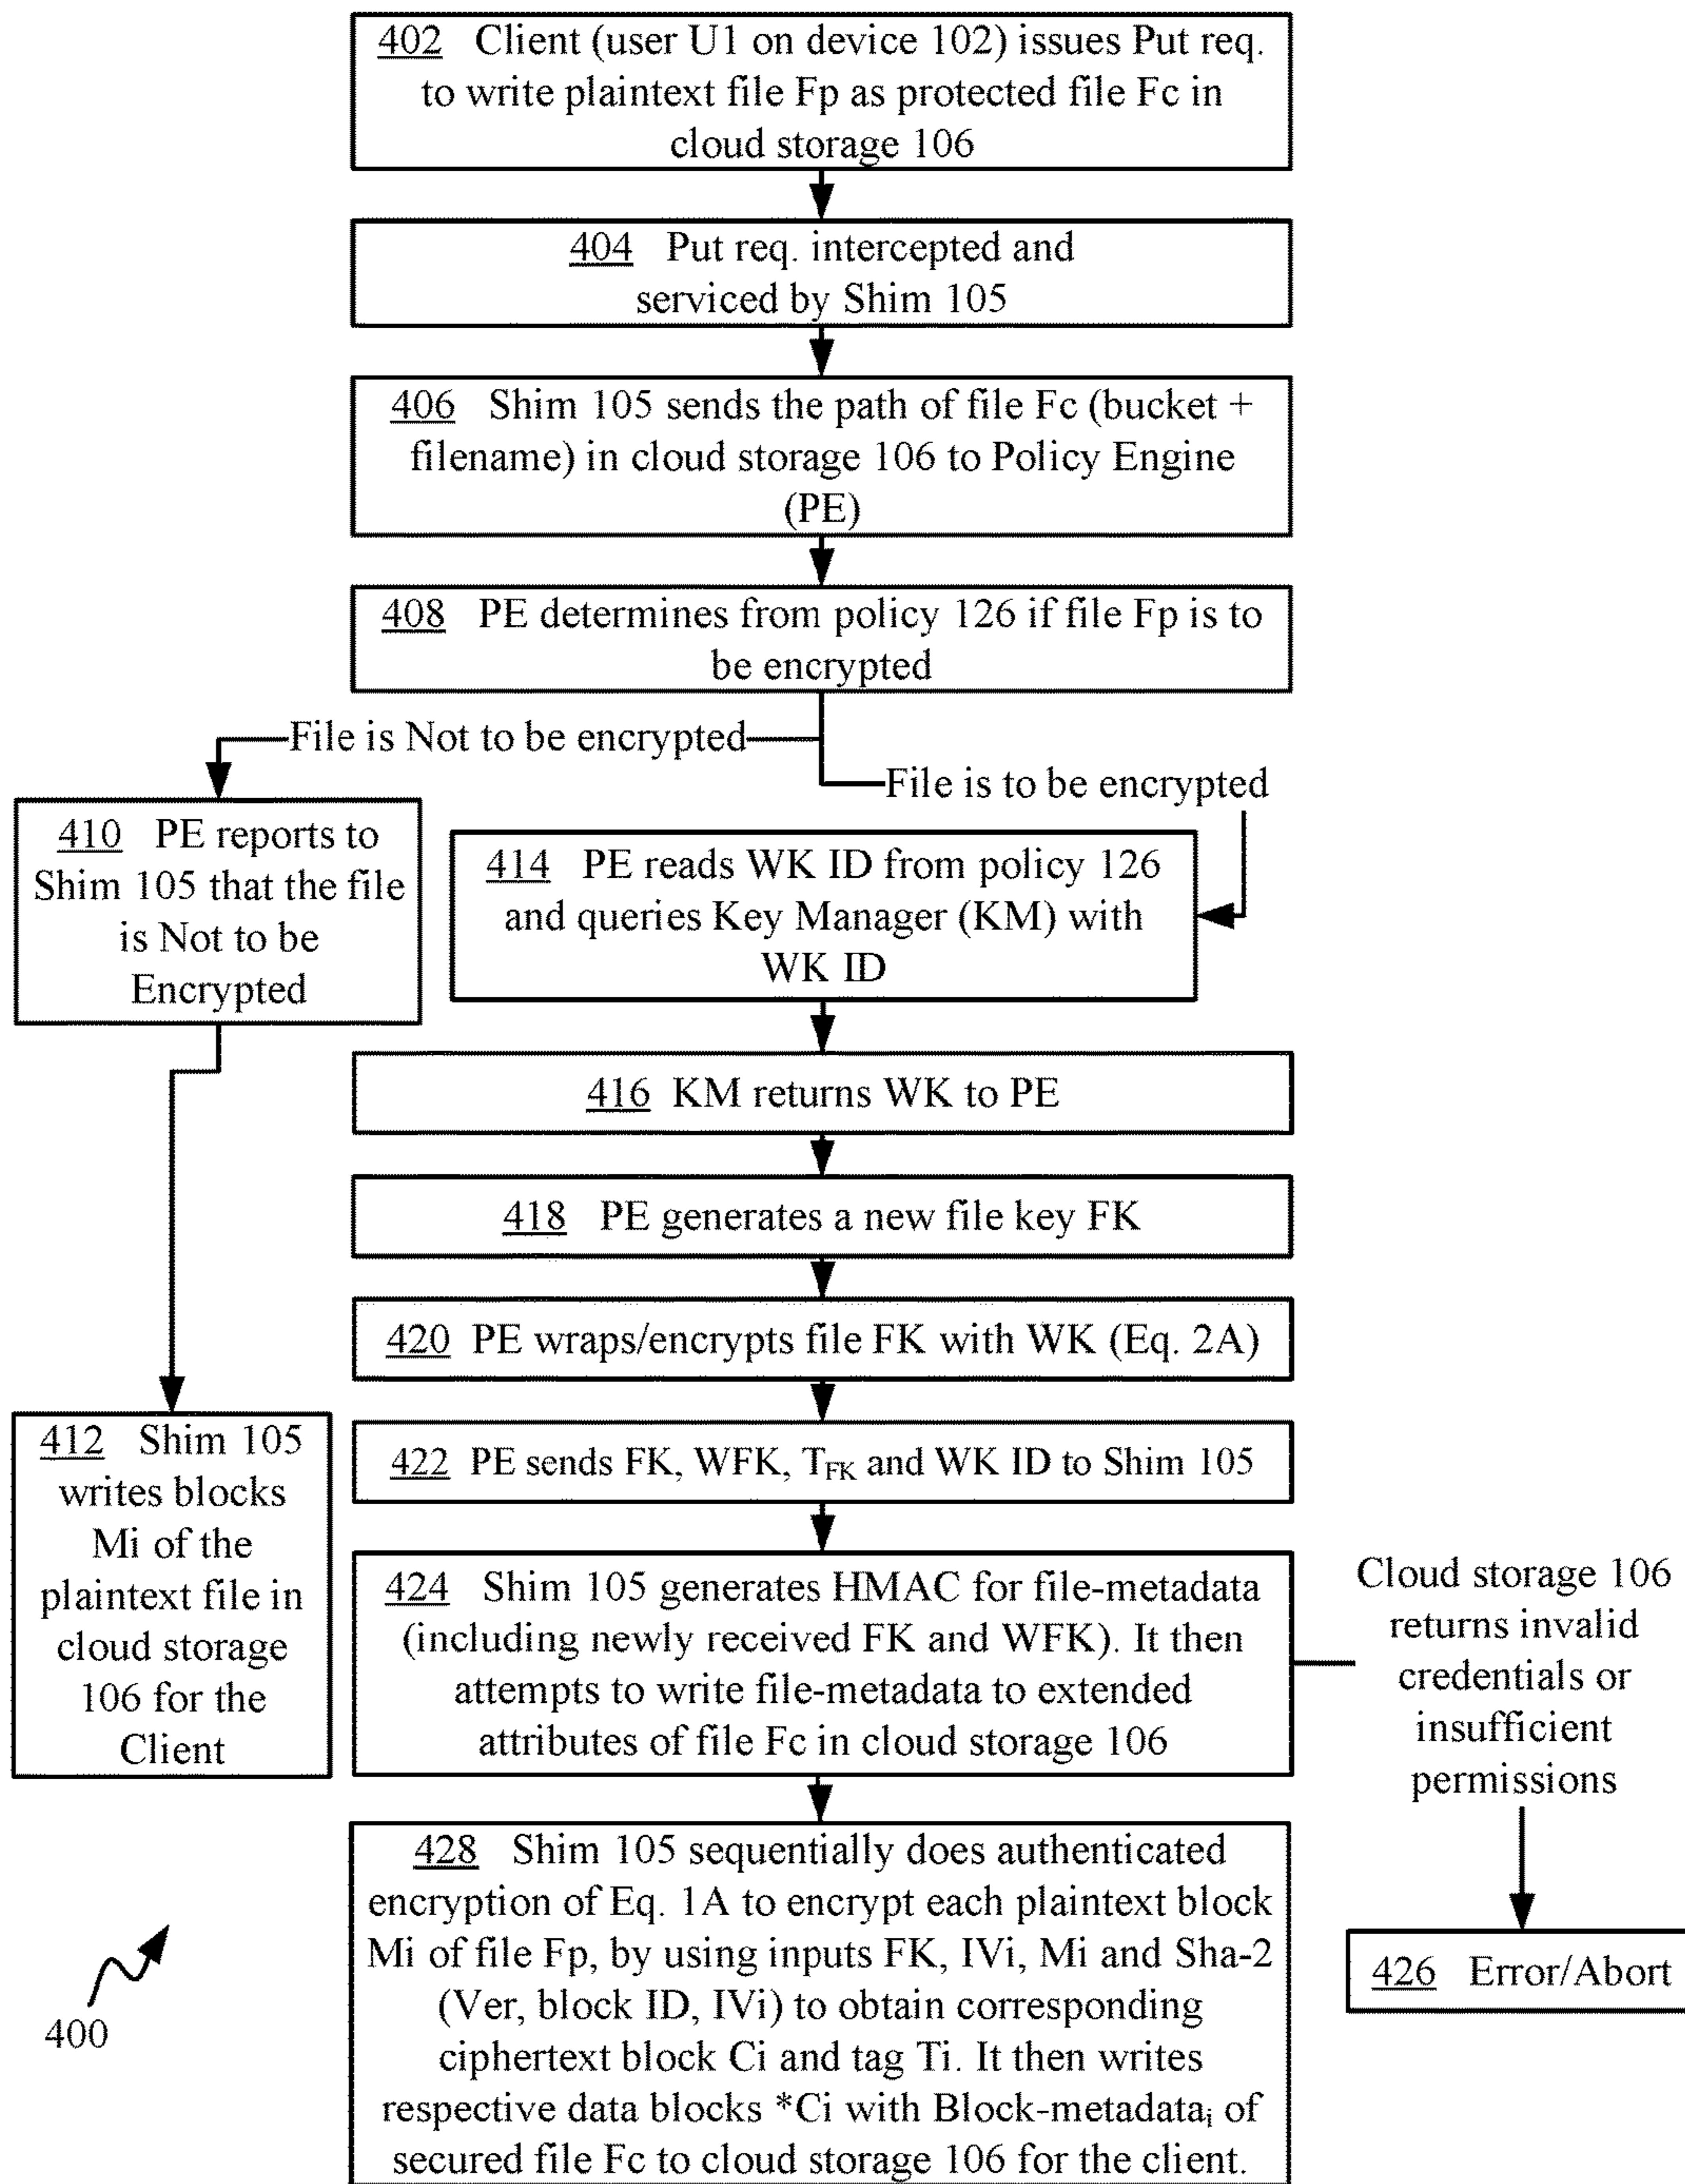 402 Client (user U1 on device 102) issues Put req.
to write plaintext file Fp as protected file Fc in
cloud storage 106
404 Put req. intercepted and
serviced by Shim 105
406 Shim 105 sends the path of file Fc (bucket +
filename) in cloud storage 106 to Policy Engine
(PE)
408 PE determines from policy 126 if file Fp is to
be encrypted
File is Not to be encrypted
File is to be encrypted
410 PE reports to
Shim 105 that the file
is Not to be
Encrypted
414 PE reads WK ID from policy 126
and queries Key Manager (KM) with
WK ID
416 KM returns WK to PE
418 PE generates a new file key FK
420 PE wraps/encrypts file FK with WK (Eq. 2A)
412 Shim 105
writes blocks
Mi of the
plaintext file in
cloud storage
106 for the
Client
422 PE sends FK, WFK, T_FK and WK ID to Shim 105
424 Shim 105 generates HMAC for file-metadata
(including newly received FK and WFK). It then
attempts to write file-metadata to extended
attributes of file Fc in cloud storage 106
Cloud storage 106
returns invalid
credentials or
insufficient
permissions
426 Error/Abort
428 Shim 105 sequentially does authenticated
encryption of Eq. 1A to encrypt each plaintext block
Mi of file Fp, by using inputs FK, IVi, Mi and Sha-2
(Ver, block ID, IVi) to obtain corresponding
ciphertext block Ci and tag Ti. It then writes
respective data blocks *Ci with Block-metadataᵢ of
secured file Fc to cloud storage 106 for the client.
400